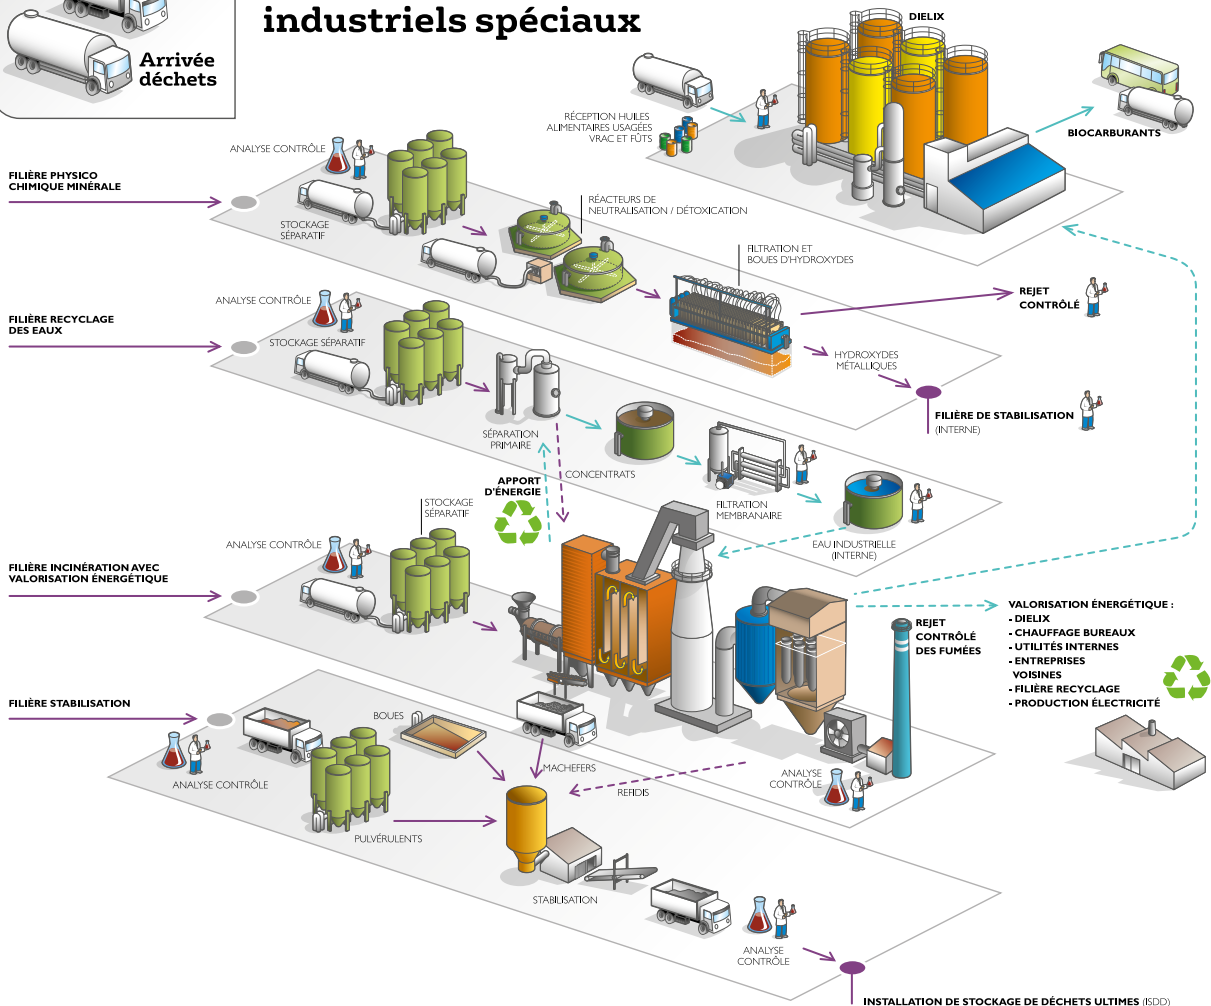 industriels spéciaux
Arrivée
déchets
DIELIX
RÉCEPTION HUILES
ALIMENTAIRES USAGÉES
VRAC ET FÛTS
BIOCARBURANTS
ANALYSE CONTRÔLE
FILIÈRE PHYSICO
CHIMIQUE MINÉRALE
STOCKAGE
SÉPARATIF
RÉACTEURS DE
NEUTRALISATION / DÉTOXICATION
FILTRATION ET
BOUES D'HYDROXYDES
REJET
CONTRÔLÉ
HYDROXYDES
MÉTALLIQUES
FILIÈRE DE STABILISATION
(INTERNE)
ANALYSE CONTRÔLE
FILIÈRE RECYCLAGE
DES EAUX
STOCKAGE SÉPARATIF
SÉPARATION
PRIMAIRE
CONCENTRATS
FILTRATION
MEMBRANAIRE
EAU INDUSTRIELLE
(INTERNE)
APPORT
D'ÉNERGIE
STOCKAGE
SÉPARATIF
ANALYSE CONTRÔLE
FILIÈRE INCINÉRATION AVEC
VALORISATION ÉNERGÉTIQUE
REJET
CONTRÔLÉ
DES FUMÉES
VALORISATION ÉNERGÉTIQUE :
- DIELIX
- CHAUFFAGE BUREAUX
- UTILITÉS INTERNES
- ENTREPRISES
VOISINES
- FILIÈRE RECYCLAGE
- PRODUCTION ÉLECTRICITÉ
FILIÈRE STABILISATION
BOUES
MACHEFERS
REFIDIS
ANALYSE
CONTRÔLE
ANALYSE CONTRÔLE
PULVÉRULENTS
STABILISATION
ANALYSE
CONTRÔLE
INSTALLATION DE STOCKAGE DE DÉCHETS ULTIMES (ISDD)